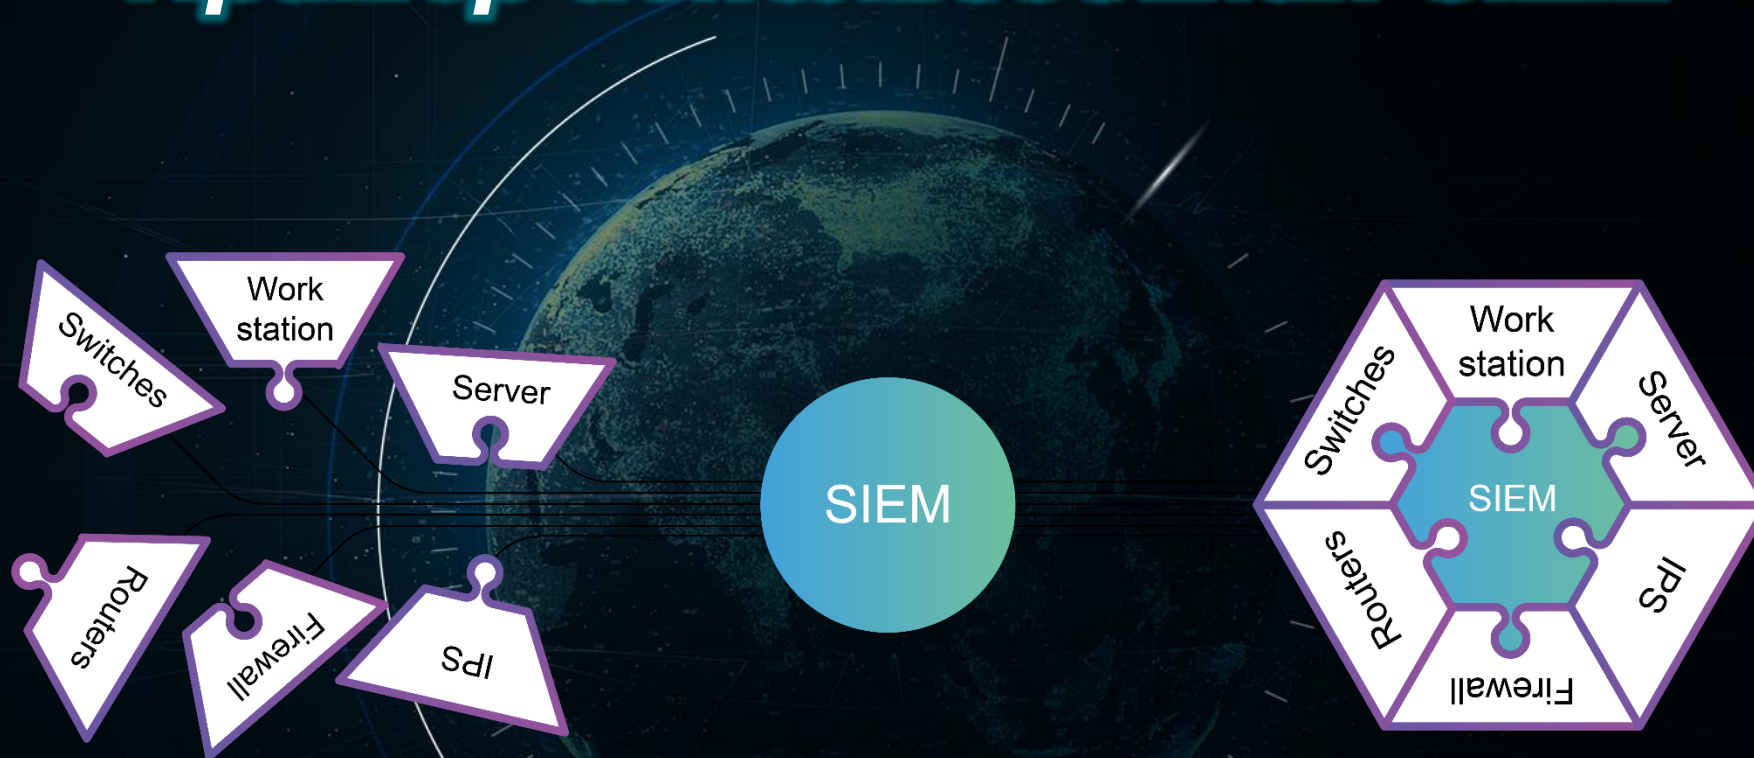 Work
station
Switches
Server
Routers
Firewall
IPS
SIEM
Work
station
Switches
Server
SIEM
Routers
IPS
Firewall